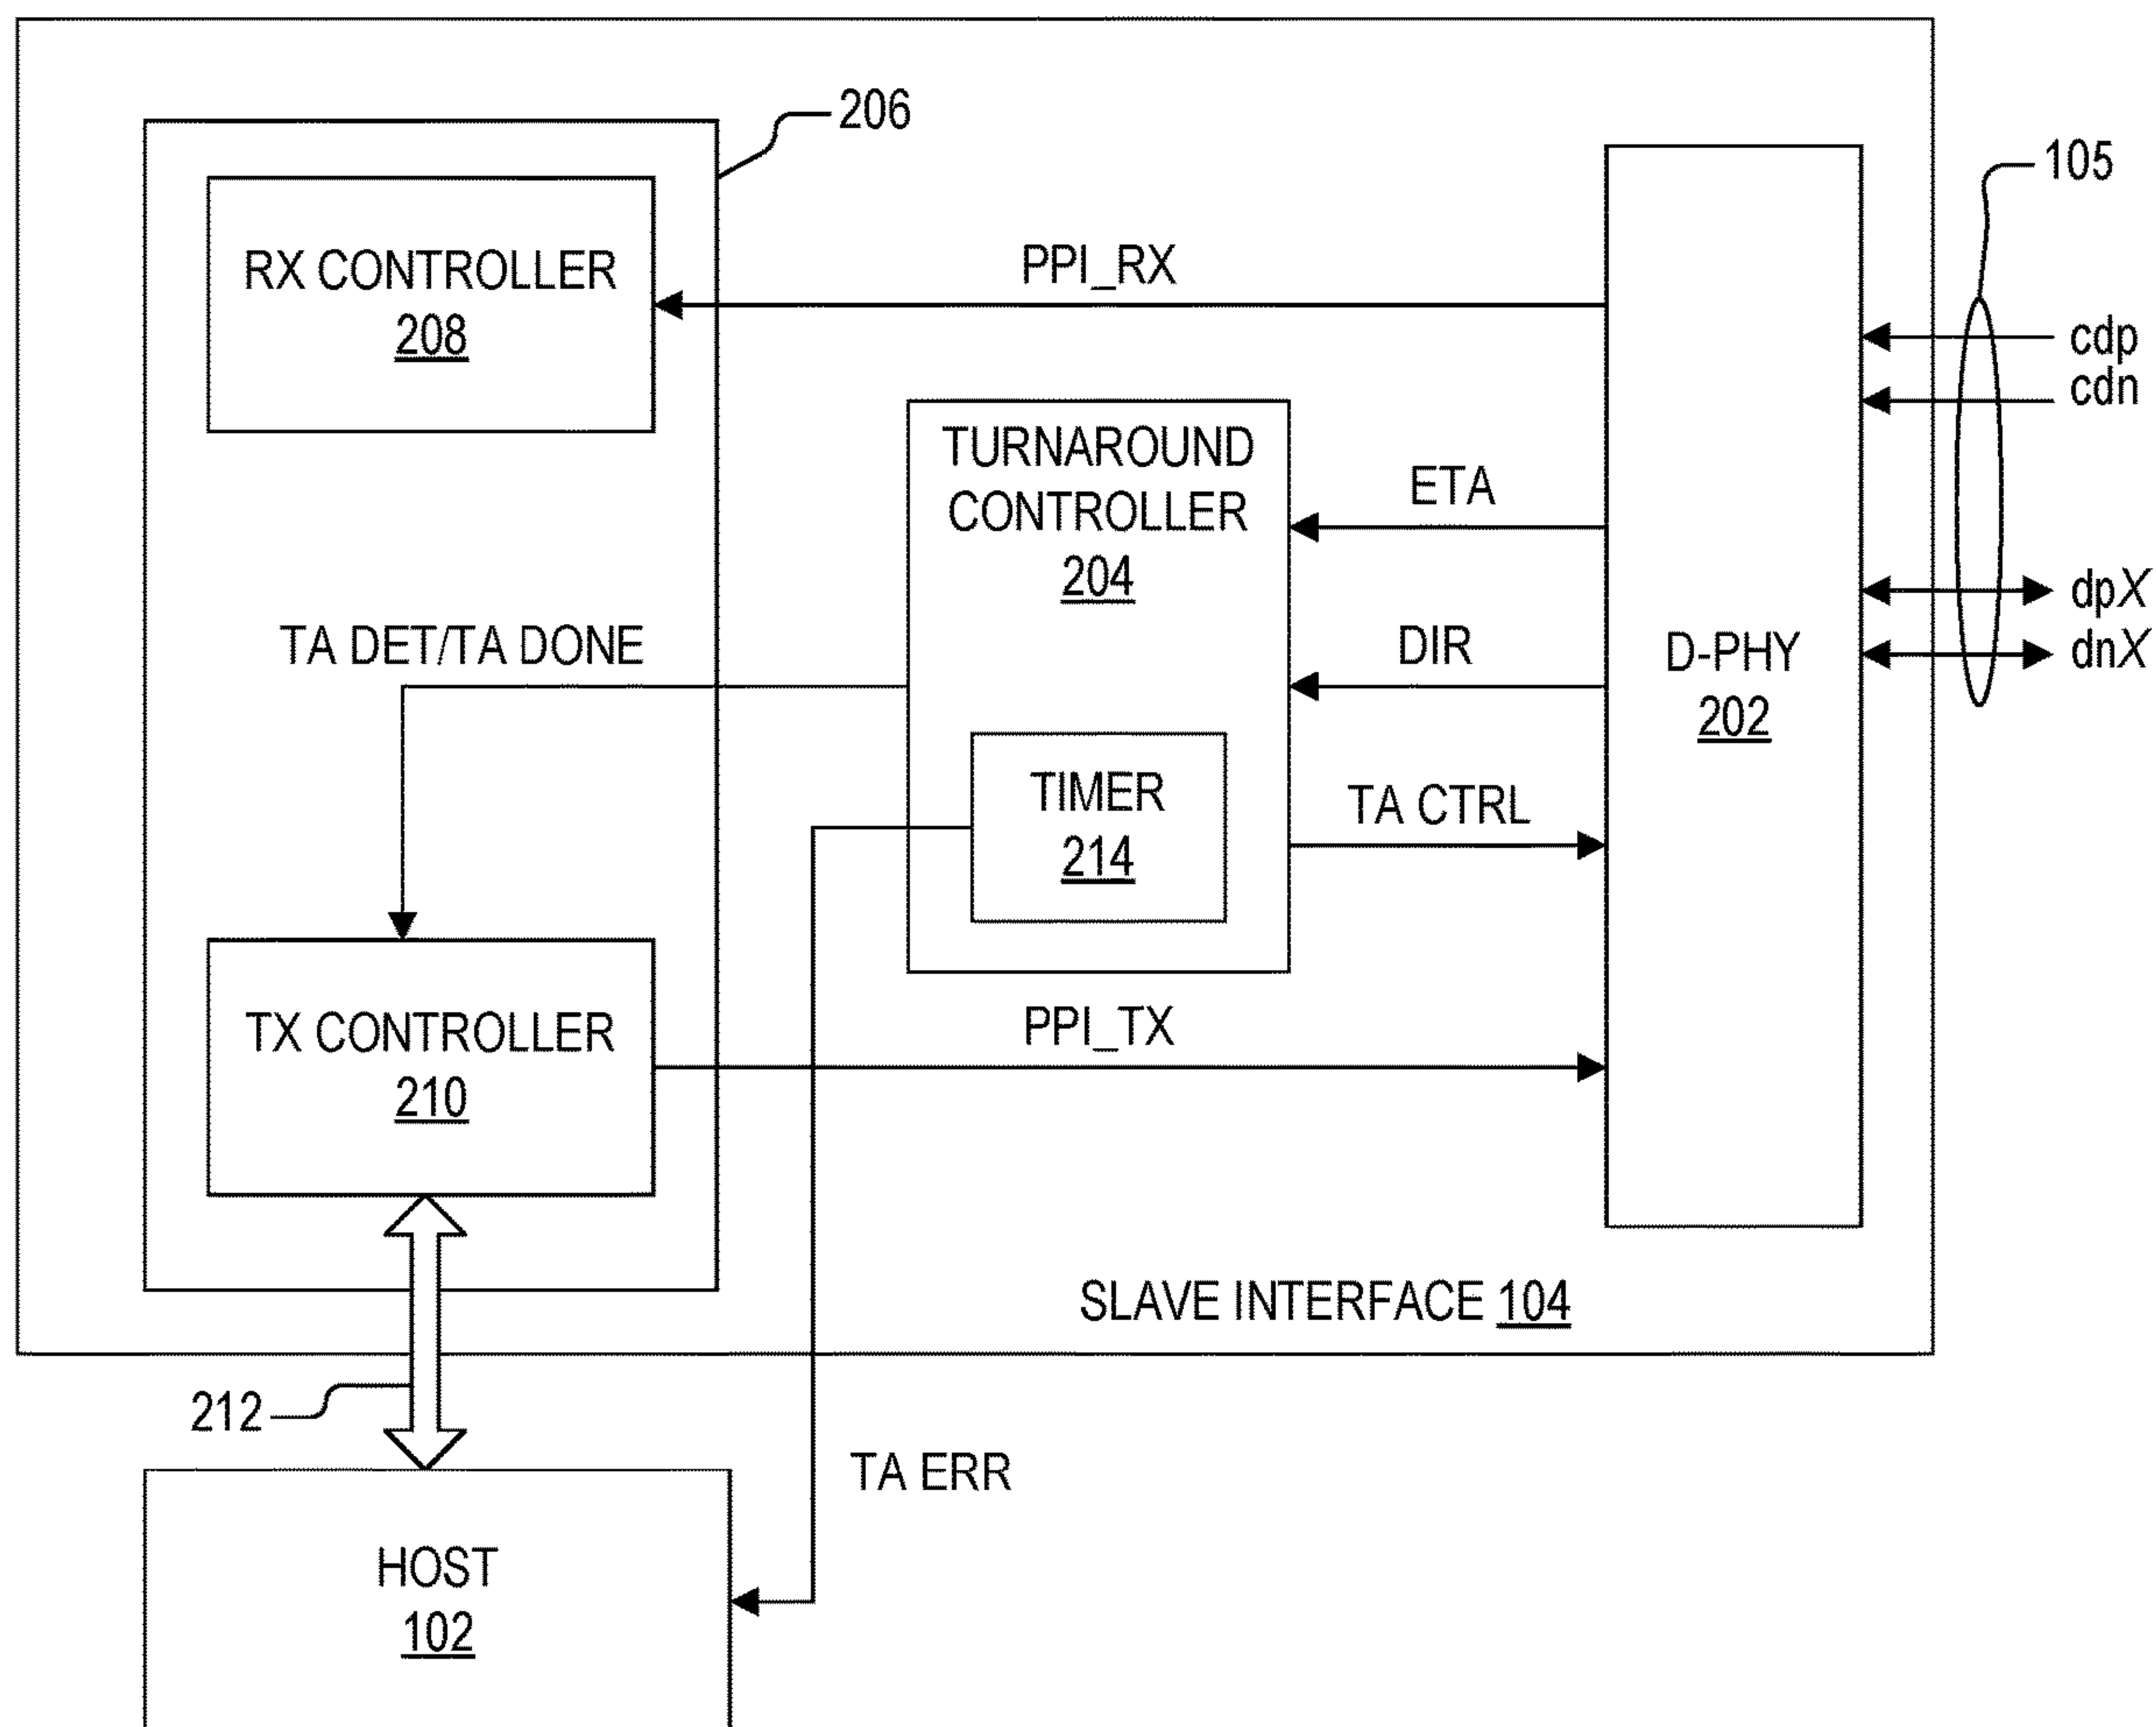 206
105
RX CONTROLLER
208
PPI_RX
cdp
cdn
TURNAROUND
CONTROLLER
204
ETA
DIR
dpX
dnX
D-PHY
202
TA DET/TA DONE
TIMER
214
TA CTRL
TX CONTROLLER
210
PPI_TX
SLAVE INTERFACE 104
212
TA ERR
HOST
102